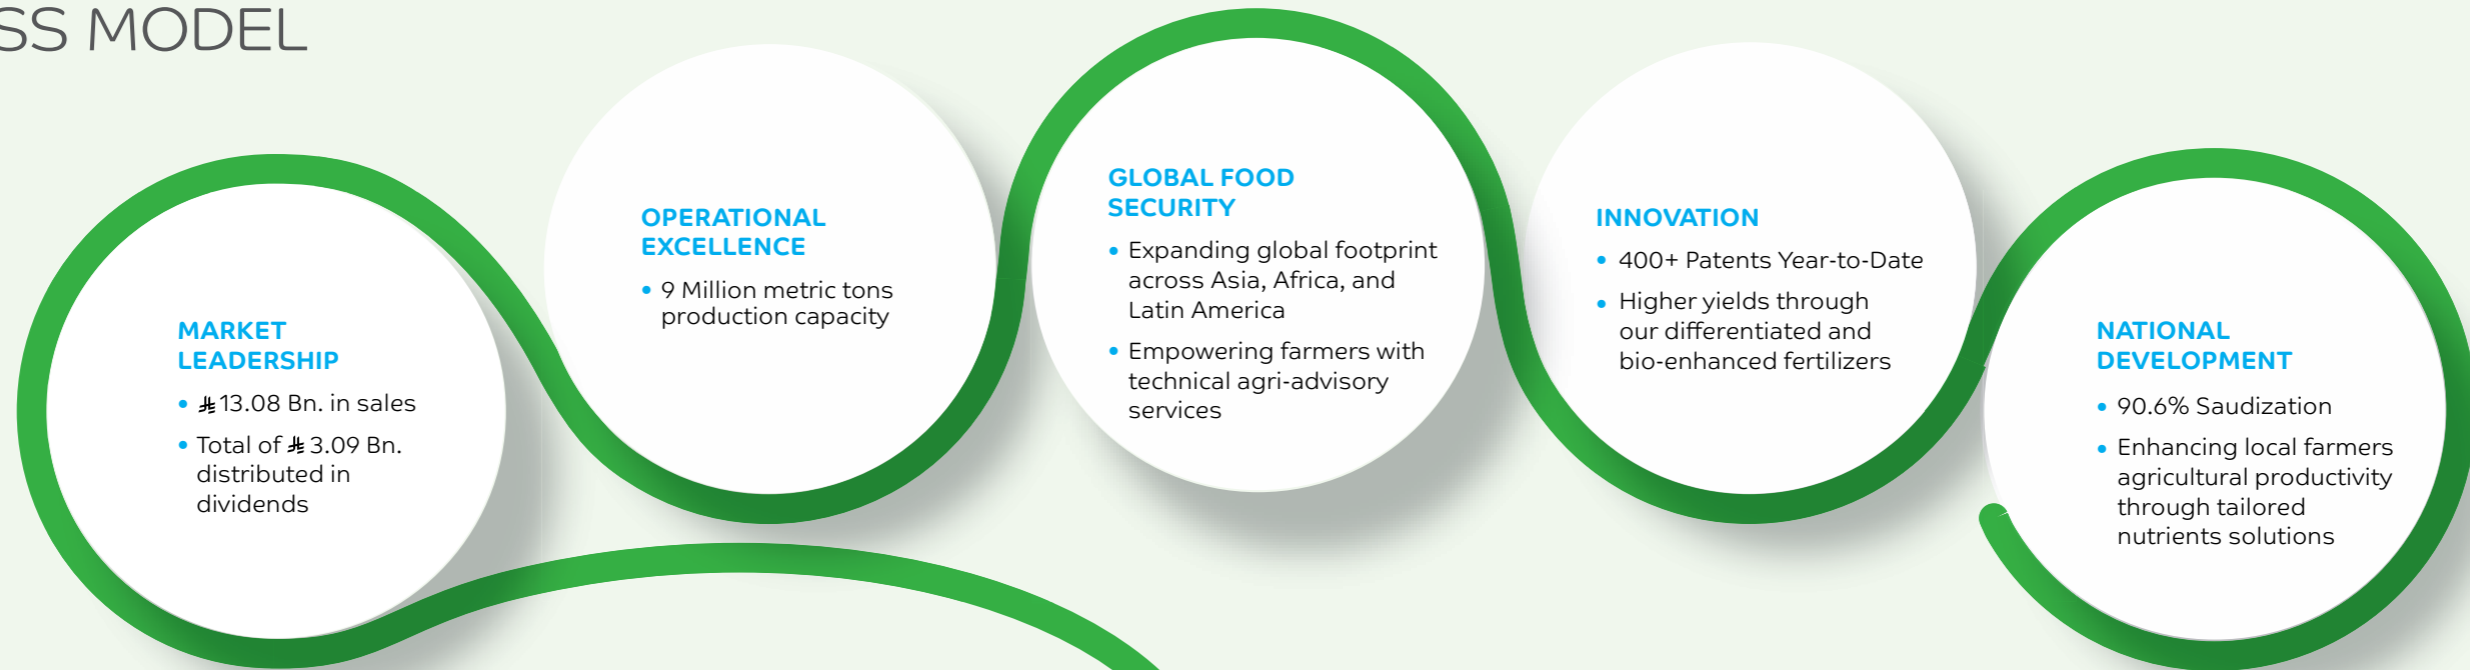 SS MODEL
MARKET
LEADERSHIP
• ⃁ 13.08 Bn. in sales
• Total of ⃁ 3.09 Bn.
distributed in
dividends
OPERATIONAL
EXCELLENCE
• 9 Million metric tons
production capacity
GLOBAL FOOD
SECURITY
• Expanding global footprint
across Asia, Africa, and
Latin America
• Empowering farmers with
technical agri-advisory
services
INNOVATION
• 400+ Patents Year-to-Date
• Higher yields through
our differentiated and
bio-enhanced fertilizers
NATIONAL
DEVELOPMENT
• 90.6% Saudization
• Enhancing local farmers
agricultural productivity
through tailored
nutrients solutions